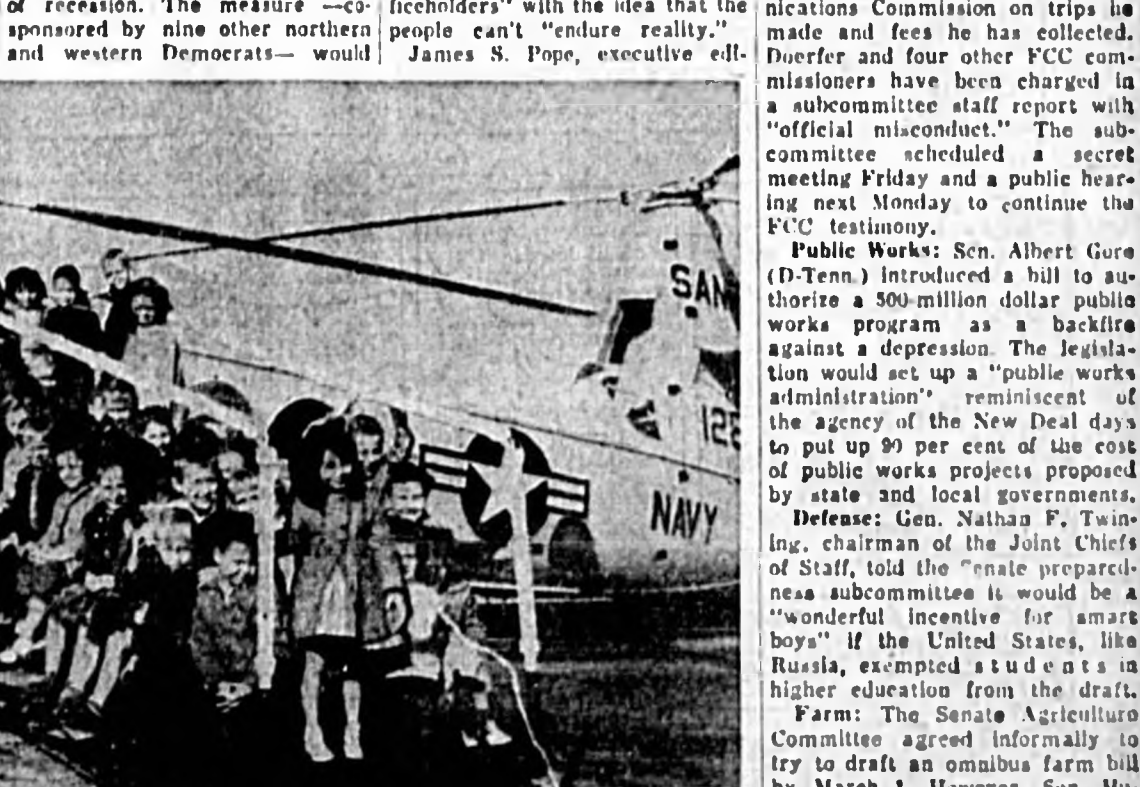 of recession. The measure —co-
sponsored by nine other northern
and western Democrats— would
ficeholders" with the idea that the
people can't "endure reality."
James S. Pope, executive edi-
SAN
122
NAVY
nications Commission on trips he
made and fees he has collected.
Doerfer and four other FCC com-
missioners have been charged in
a subcommittee staff report with
"official misconduct." The sub-
committee scheduled a secret
meeting Friday and a public hear-
ing next Monday to continue the
FCC testimony.
Public Works: Sen. Albert Gore
(D-Tenn.) introduced a bill to au-
thorize a 500-million dollar public
works program as a backfire
against a depression. The legisla-
tion would set up a "public works
administration" reminiscent of
the agency of the New Deal days
to put up 90 per cent of the cost
of public works projects proposed
by state and local governments.
Defense: Gen. Nathan F. Twin-
ing, chairman of the Joint Chiefs
of Staff, told the Senate prepared-
ness subcommittee it would be a
"wonderful incentive for smart
boys" if the United States, like
Russia, exempted students in
higher education from the draft.
Farm: The Senate Agriculture
Committee agreed informally to
try to draft an omnibus farm bill
by March 1. However, Sen.